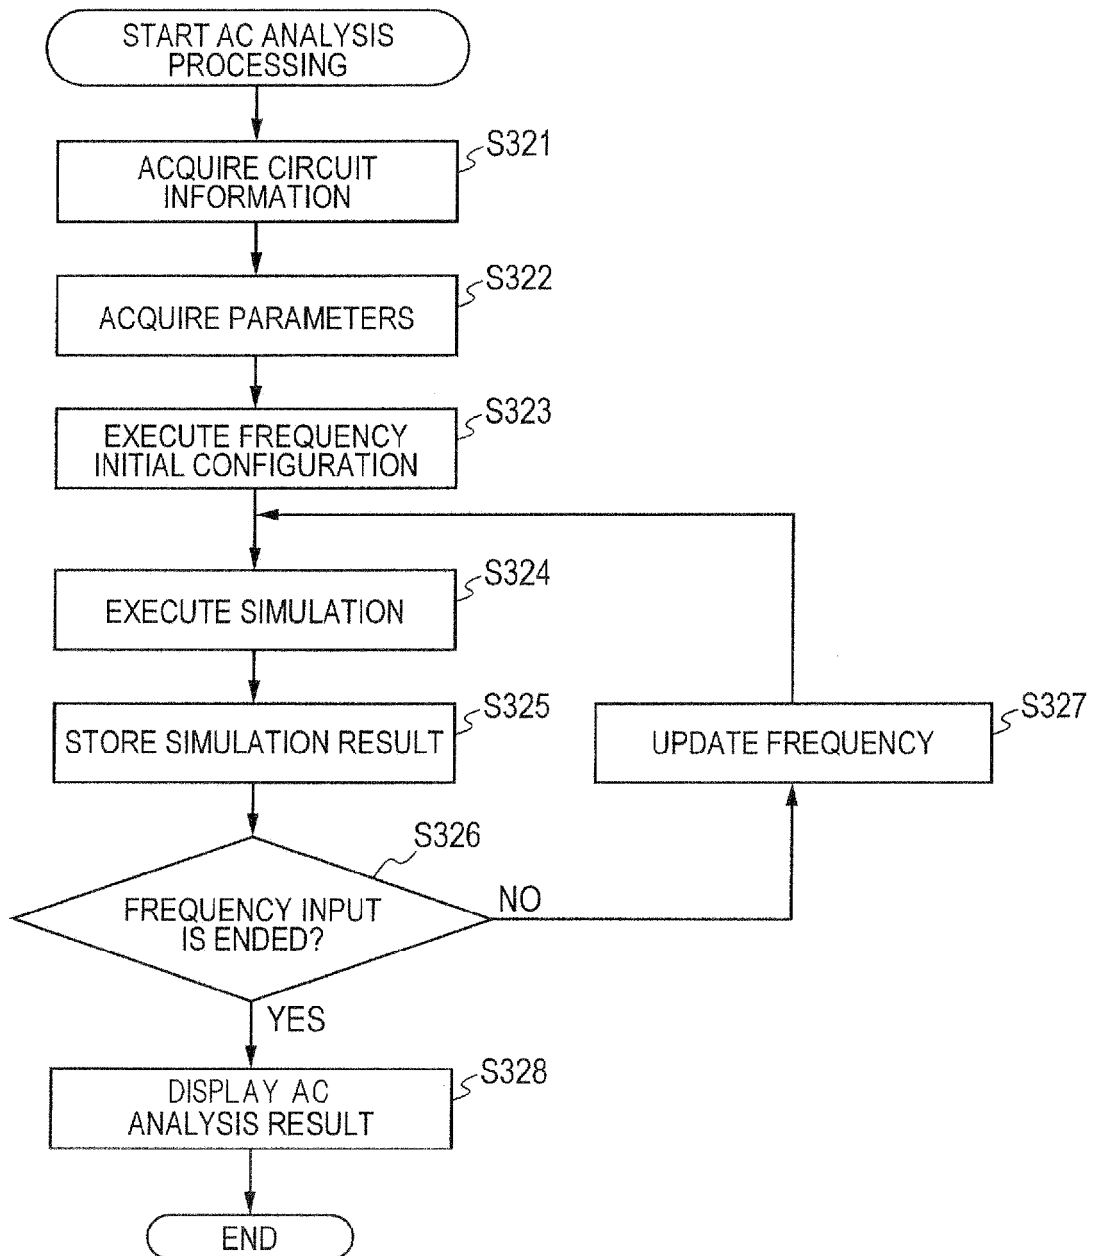 START AC ANALYSIS
PROCESSING
S321
ACQUIRE CIRCUIT
INFORMATION
S322
ACQUIRE PARAMETERS
S323
EXECUTE FREQUENCY
INITIAL CONFIGURATION
S324
EXECUTE SIMULATION
S325
STORE SIMULATION RESULT
S327
UPDATE FREQUENCY
S326
FREQUENCY INPUT
IS ENDED?
NO
YES
S328
DISPLAY AC
ANALYSIS RESULT
END